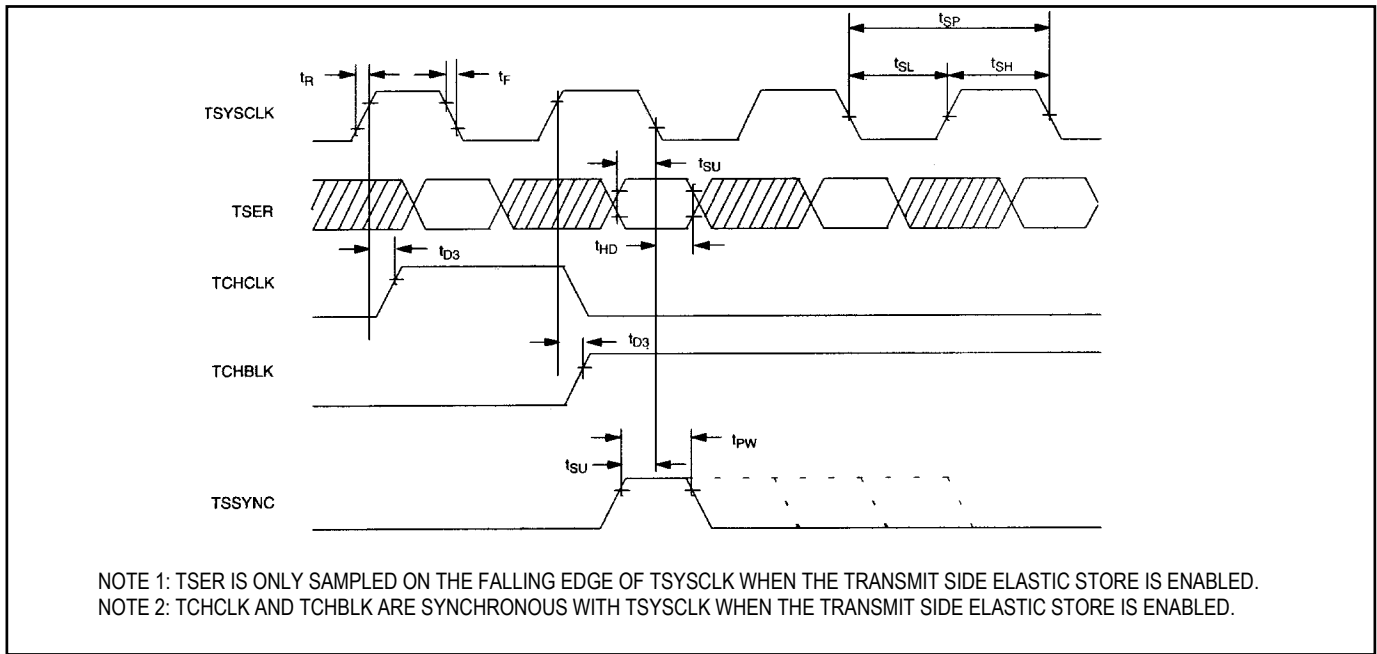 tSP
tR
tF
tSL
tSH
TSYSCLK
tSU
TSER
tD3
tHD
TCHCLK
tD3
TCHBLK
tPW
tSU
TSSYNC
NOTE 1: TSER IS ONLY SAMPLED ON THE FALLING EDGE OF TSYSCLK WHEN THE TRANSMIT SIDE ELASTIC STORE IS ENABLED.
NOTE 2: TCHCLK AND TCHBLK ARE SYNCHRONOUS WITH TSYSCLK WHEN THE TRANSMIT SIDE ELASTIC STORE IS ENABLED.